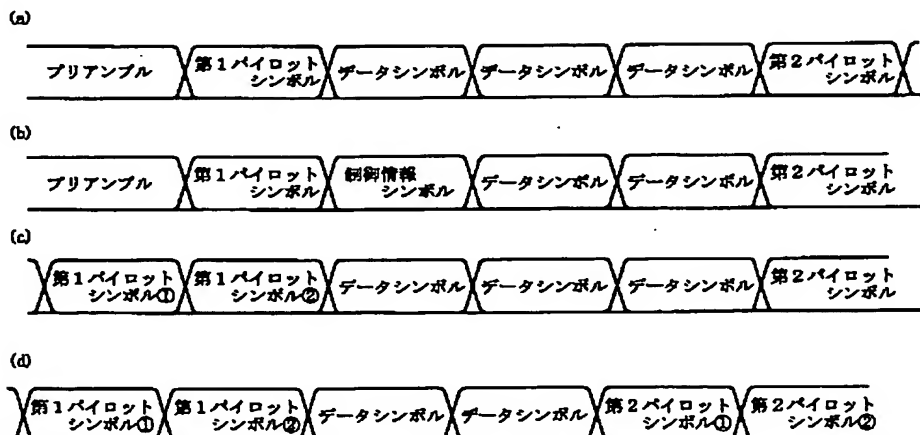 (a)
プリアンブル 第1パイロット シンボル データシンボル データシンボル データシンボル 第2パイロット シンボル
(b)
プリアンブル 第1パイロット シンボル 制御情報 シンボル データシンボル データシンボル 第2パイロット シンボル
(c)
第1パイロット シンボル① 第1パイロット シンボル② データシンボル データシンボル データシンボル 第2パイロット シンボル
(d)
第1パイロット シンボル① 第1パイロット シンボル② データシンボル データシンボル 第2パイロット シンボル① 第2パイロット シンボル②